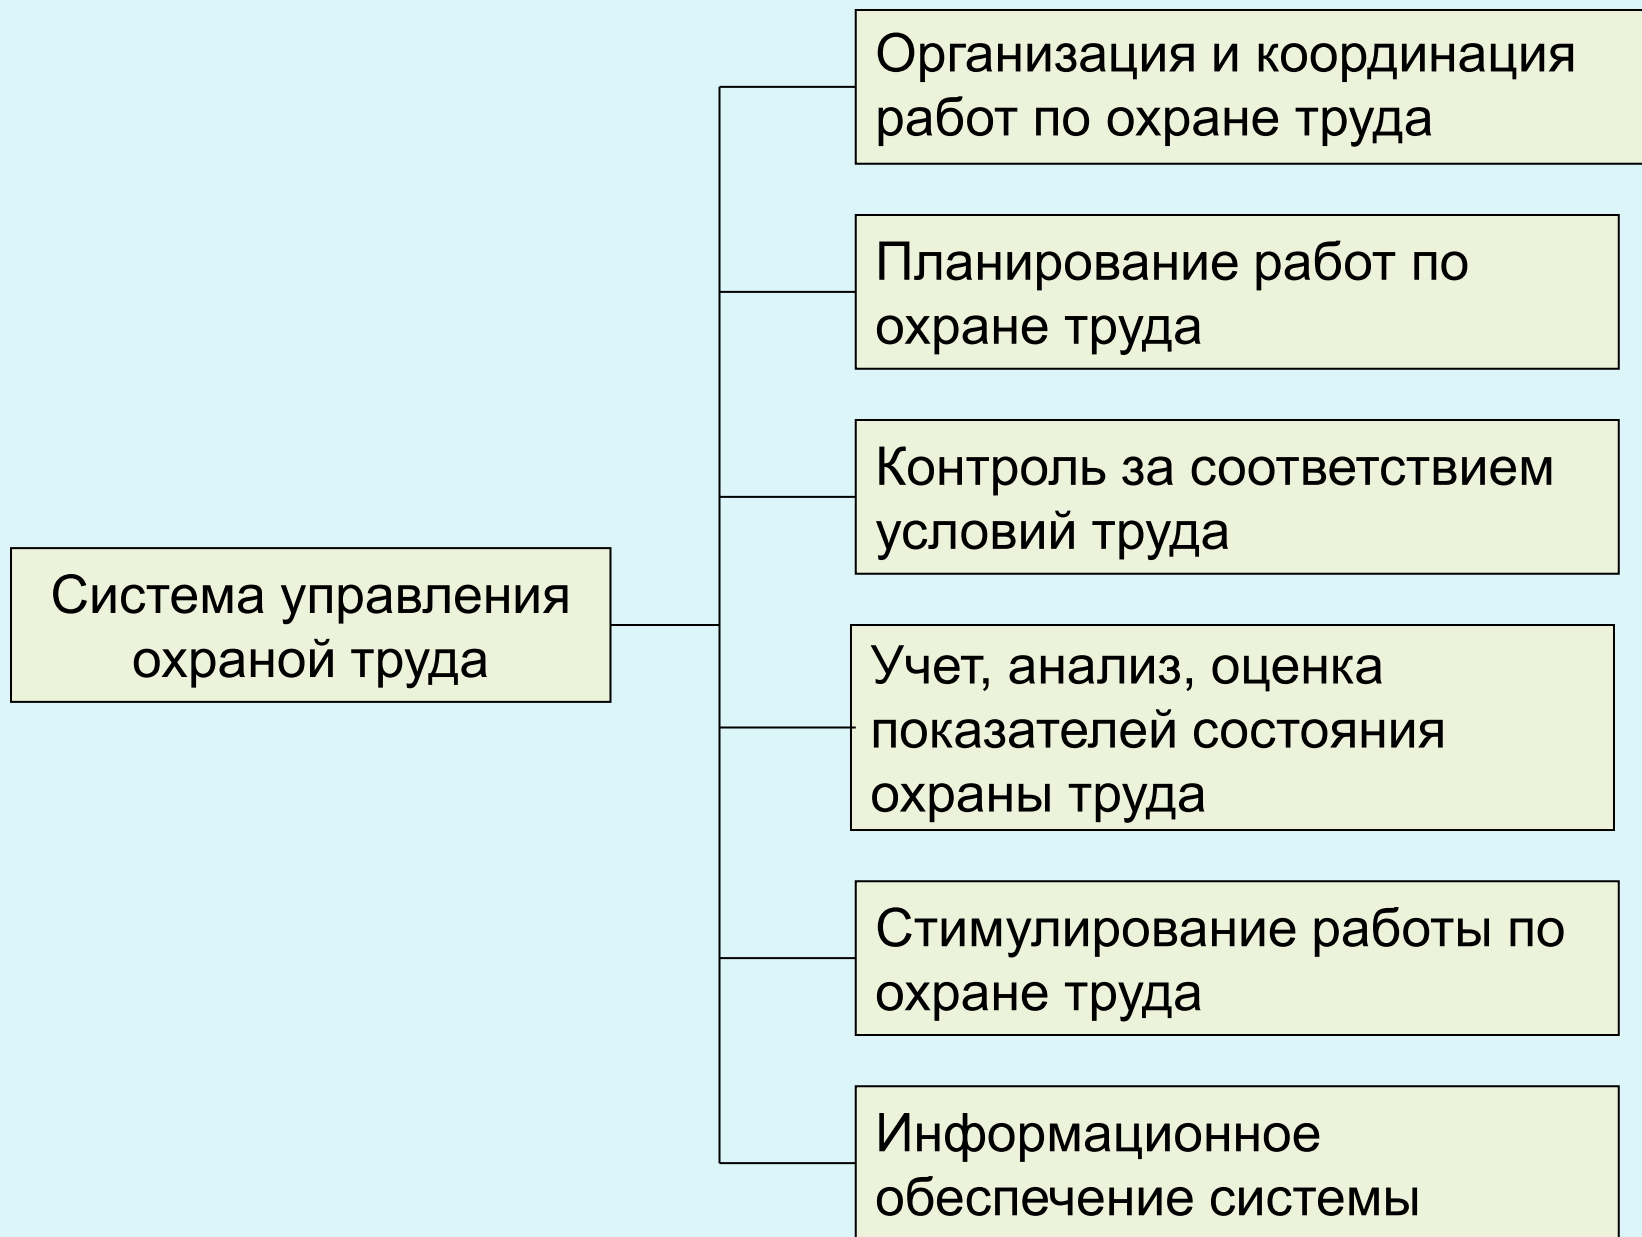 Организация и координация
работ по охране труда
Планирование работ по
охране труда
Контроль за соответствием
условий труда
Система управления
охраной труда
Учет, анализ, оценка
показателей состояния
охраны труда
Стимулирование работы по
охране труда
Информационное
обеспечение системы